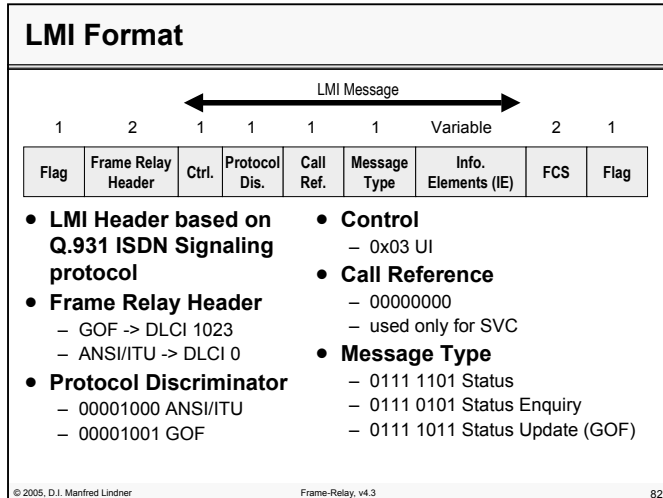 LMI Format
LMI Message
1 2 1 1 1 1 Variable 2 1
Flag Frame Relay Header Ctrl. Protocol Dis. Call Ref. Message Type Info. Elements (IE) FCS Flag
• LMI Header based on
Q.931 ISDN Signaling
protocol
• Frame Relay Header
– GOF -> DLCI 1023
– ANSI/ITU -> DLCI 0
• Protocol Discriminator
– 00001000 ANSI/ITU
– 00001001 GOF
• Control
– 0x03 UI
• Call Reference
– 00000000
– used only for SVC
• Message Type
– 0111 1101 Status
– 0111 0101 Status Enquiry
– 0111 1011 Status Update (GOF)
© 2005, D.I. Manfred Lindner Frame-Relay, v4.3 82